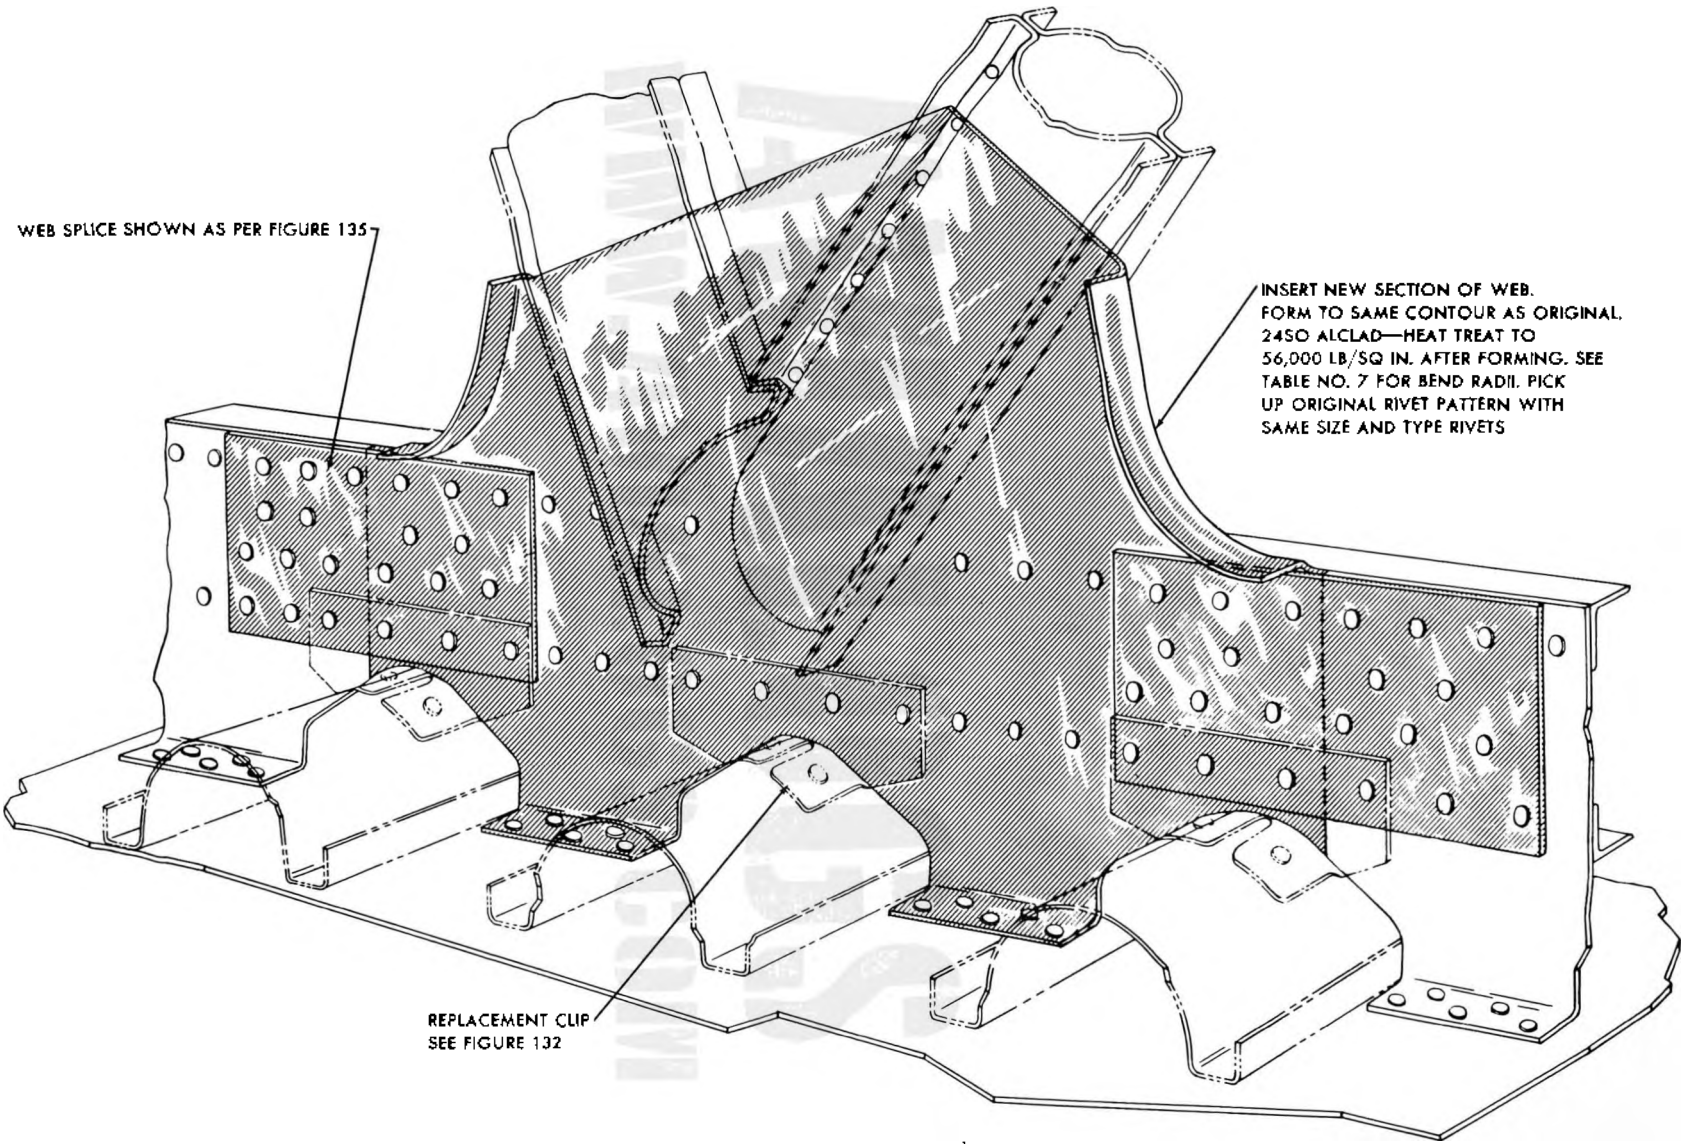 WEB SPLICE SHOWN AS PER FIGURE 135
INSERT NEW SECTION OF WEB.
FORM TO SAME CONTOUR AS ORIGINAL,
24SO ALCLAD—HEAT TREAT TO
56,000 LB/SQ IN. AFTER FORMING. SEE
TABLE NO. 7 FOR BEND RADII. PICK
UP ORIGINAL RIVET PATTERN WITH
SAME SIZE AND TYPE RIVETS
REPLACEMENT CLIP
SEE FIGURE 132